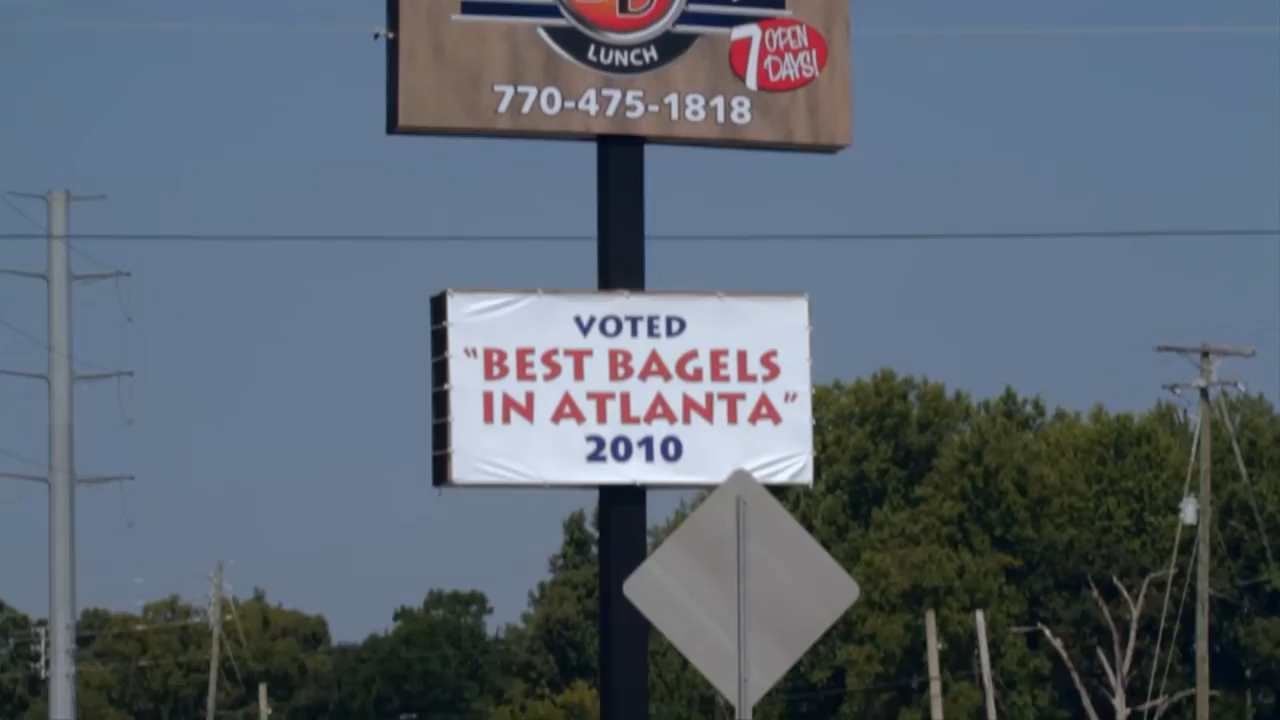 LUNCH
7 OPEN
DAYS!
770-475-1818
VOTED
"BEST BAGELS
IN ATLANTA"
2010